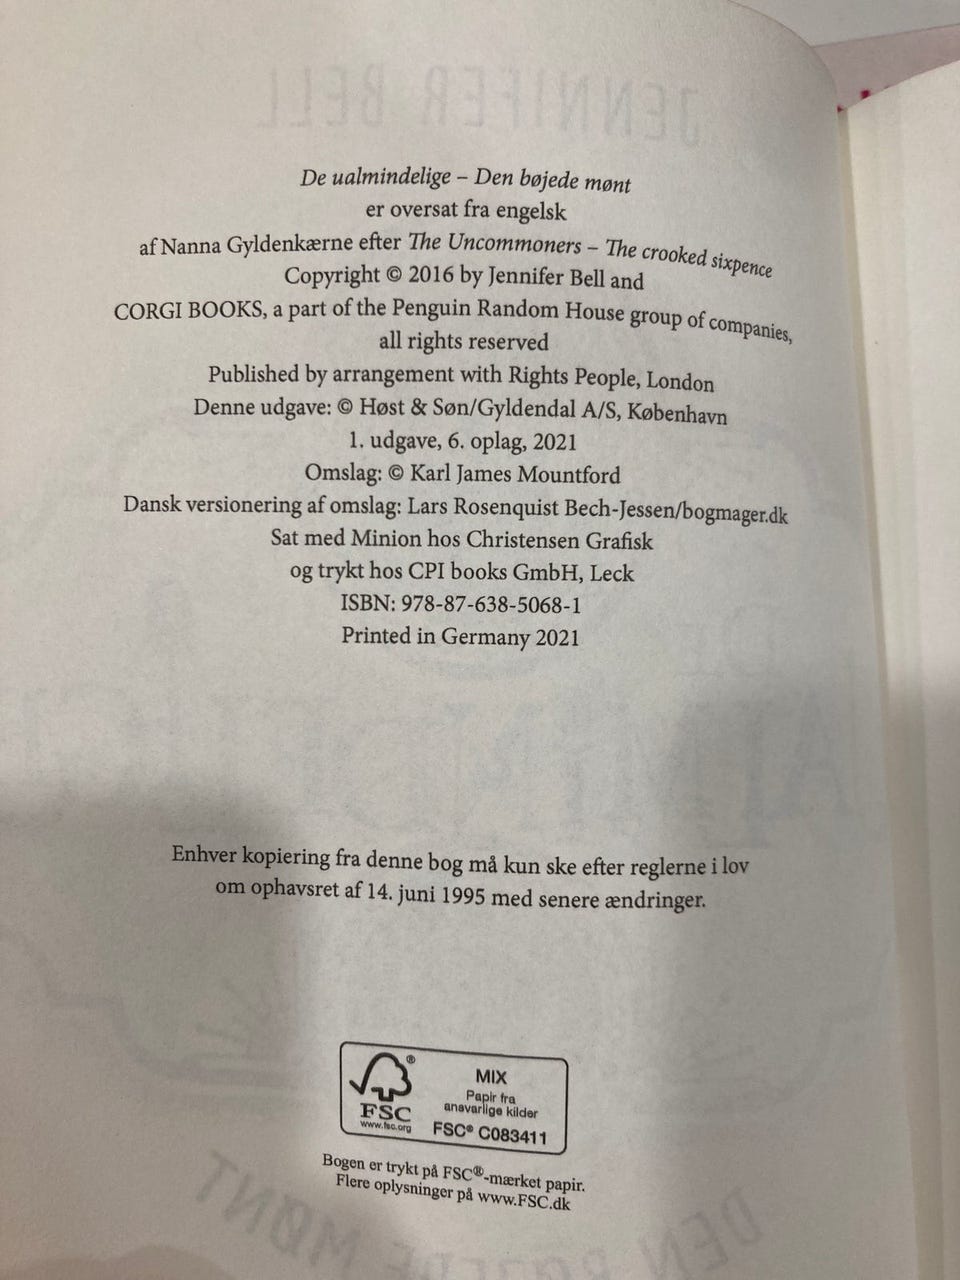 De ualmindelige – Den bøjede mønt
er oversat fra engelsk
af Nanna Gyldenkærne efter The Uncommoners – The crooked sixpence
Copyright © 2016 by Jennifer Bell and
CORGI BOOKS, a part of the Penguin Random House group of companies,
all rights reserved
Published by arrangement with Rights People, London
Denne udgave: © Høst & Søn/Gyldendal A/S, København
1. udgave, 6. oplag, 2021
Omslag: © Karl James Mountford
Dansk versionering af omslag: Lars Rosenquist Bech-Jessen/bogmager.dk
Sat med Minion hos Christensen Grafisk
og trykt hos CPI books GmbH, Leck
ISBN: 978-87-638-5068-1
Printed in Germany 2021
Enhver kopiering fra denne bog må kun ske efter reglerne i lov
om ophavsret af 14. juni 1995 med senere ændringer.
FSC
www.fsc.org
MIX
Papir fra
ansvarlige kilder
FSC® C083411
Bogen er trykt på FSC®-mærket papir.
Flere oplysninger på www.FSC.dk